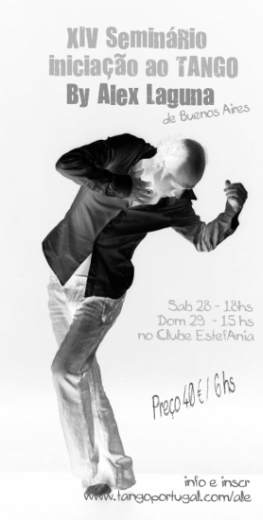 XIV SemináRio
iniciação ao TANGO
By Alex Laguna
de Buenos Aires
Sab 28 - 18hs
Dom 29 - 15 hs
no Clube EstefAnia
Preço 40 € / 6 hs
info e inscr
www.tangoportugal.com/ale